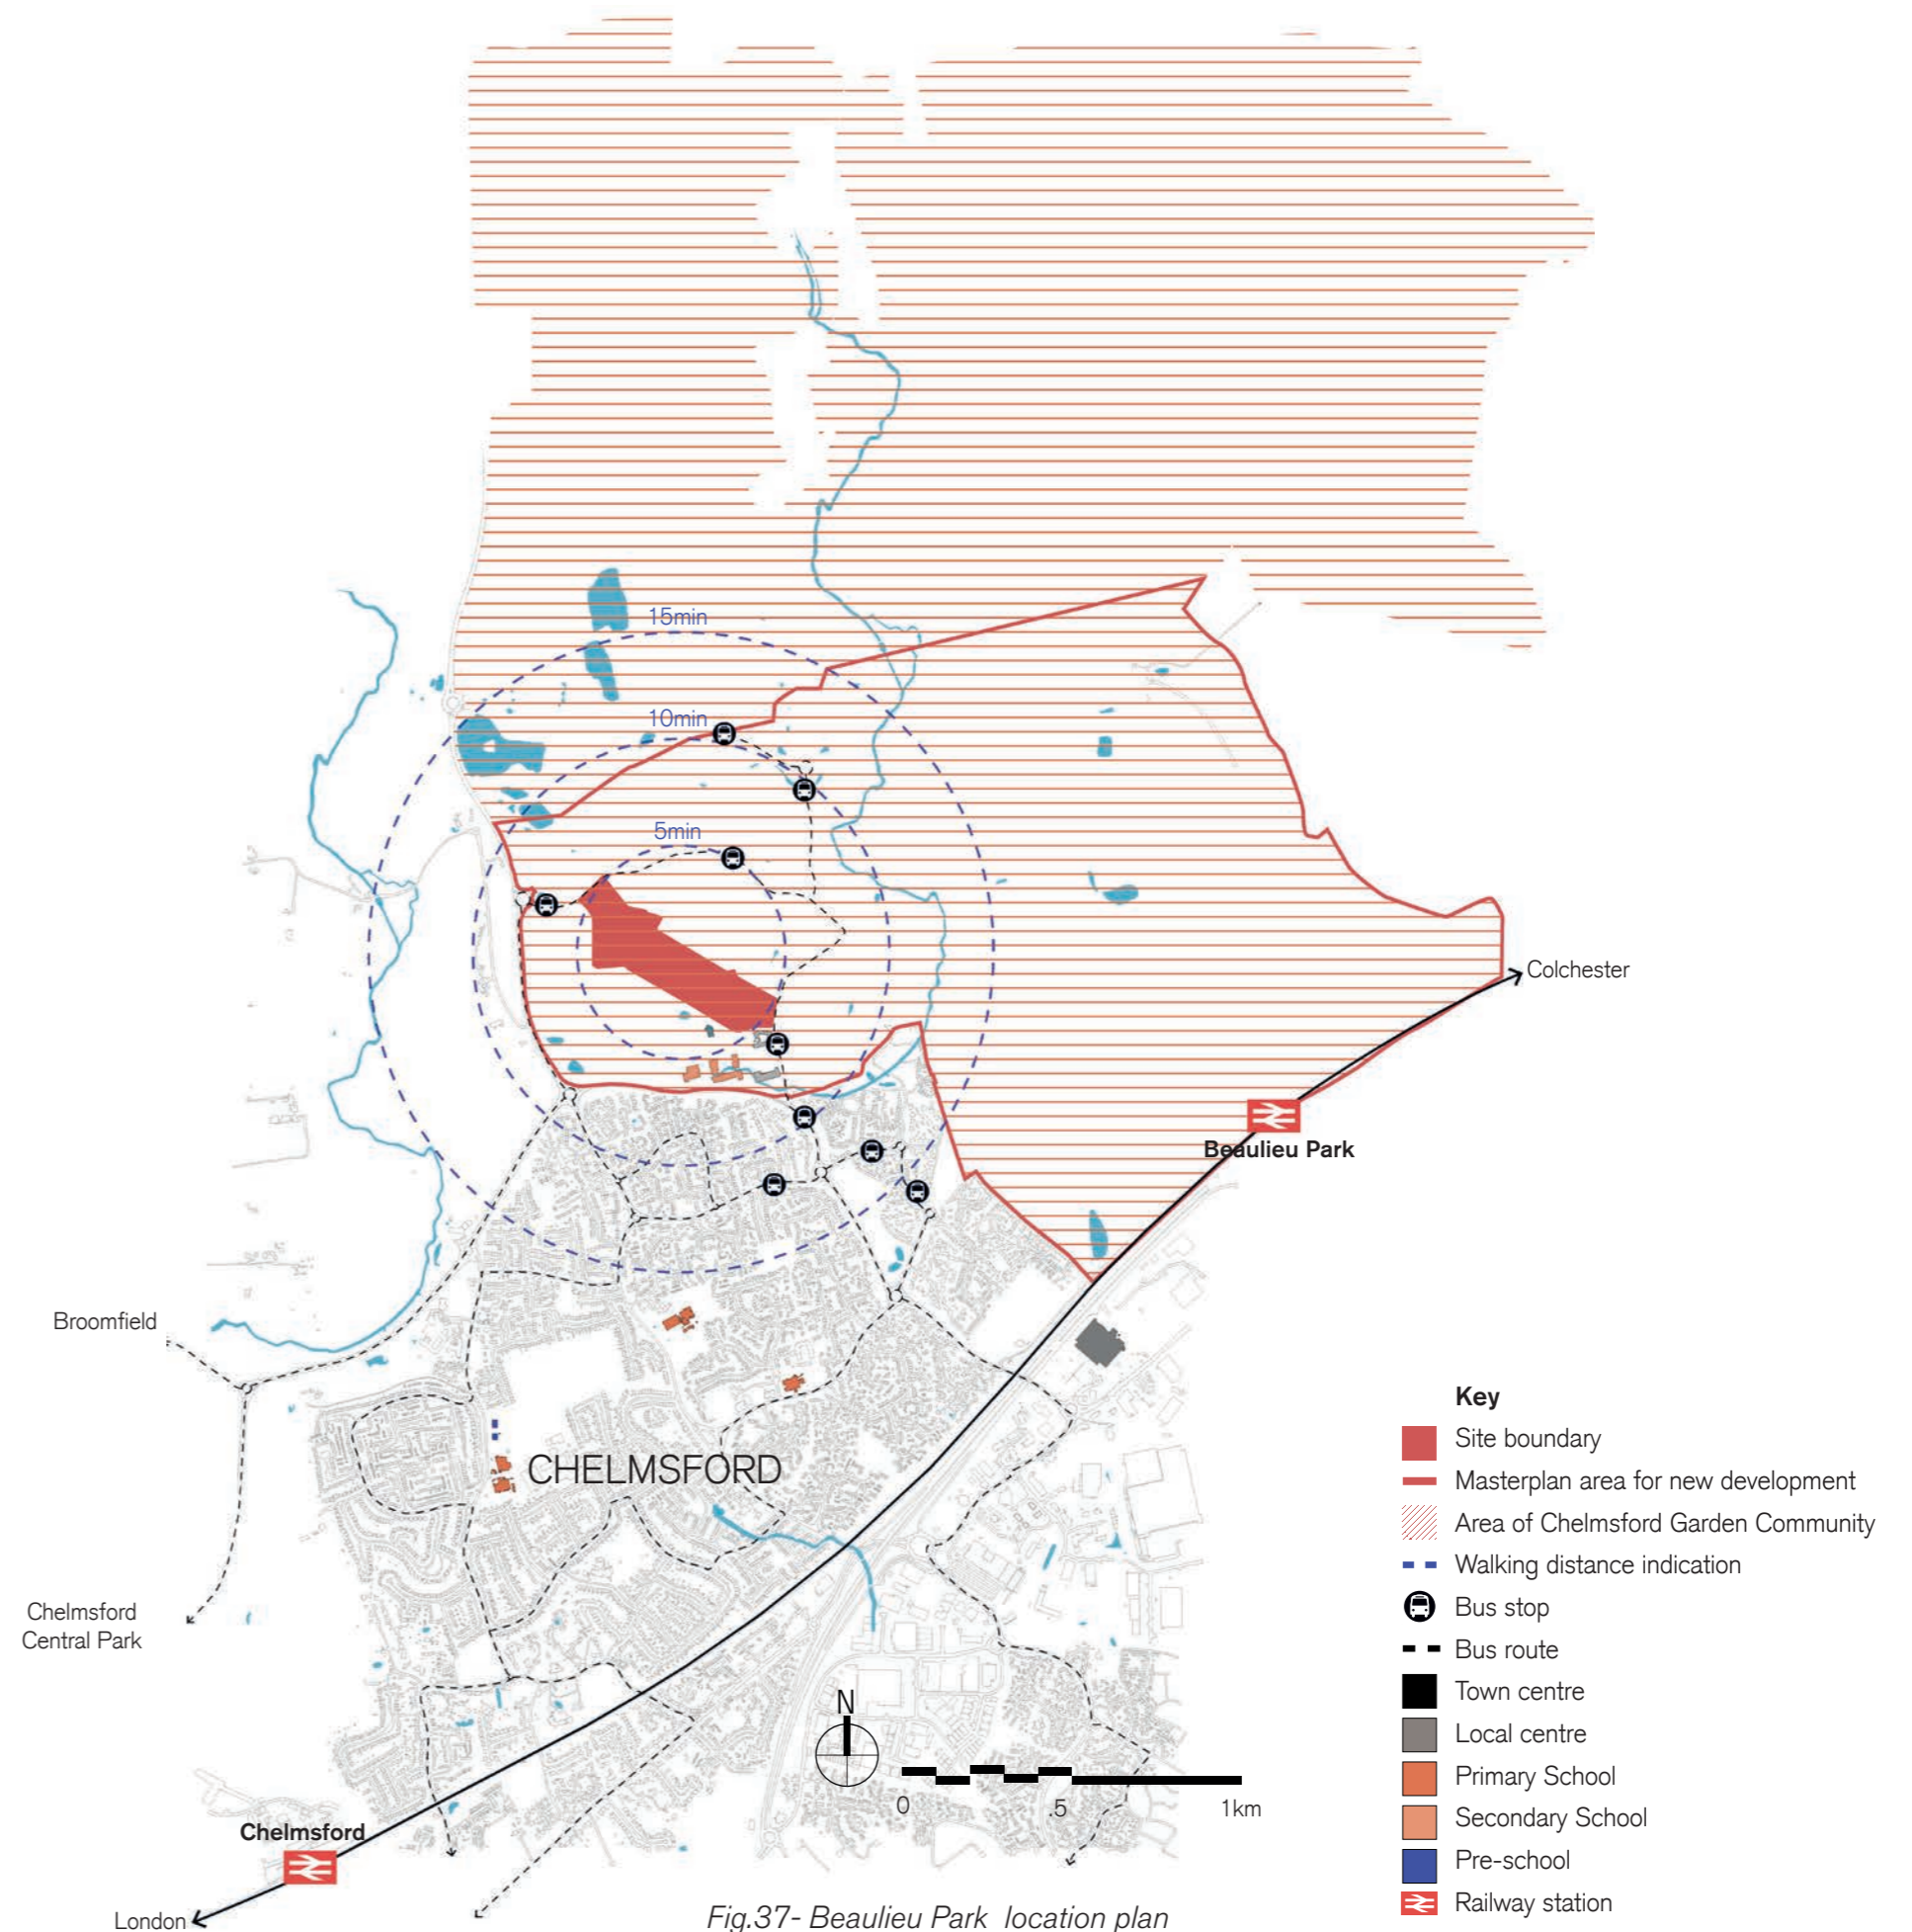 15min
10min
5min
Colchester
Beaulieu Park
Broomfield
CHELMSFORD
Chelmsford
Central Park
Chelmsford
London
N
0
.5
1km
Key
Site boundary
Masterplan area for new development
Area of Chelmsford Garden Community
Walking distance indication
Bus stop
Bus route
Town centre
Local centre
Primary School
Secondary School
Pre-school
Railway station
Fig.37- Beaulieu Park location plan